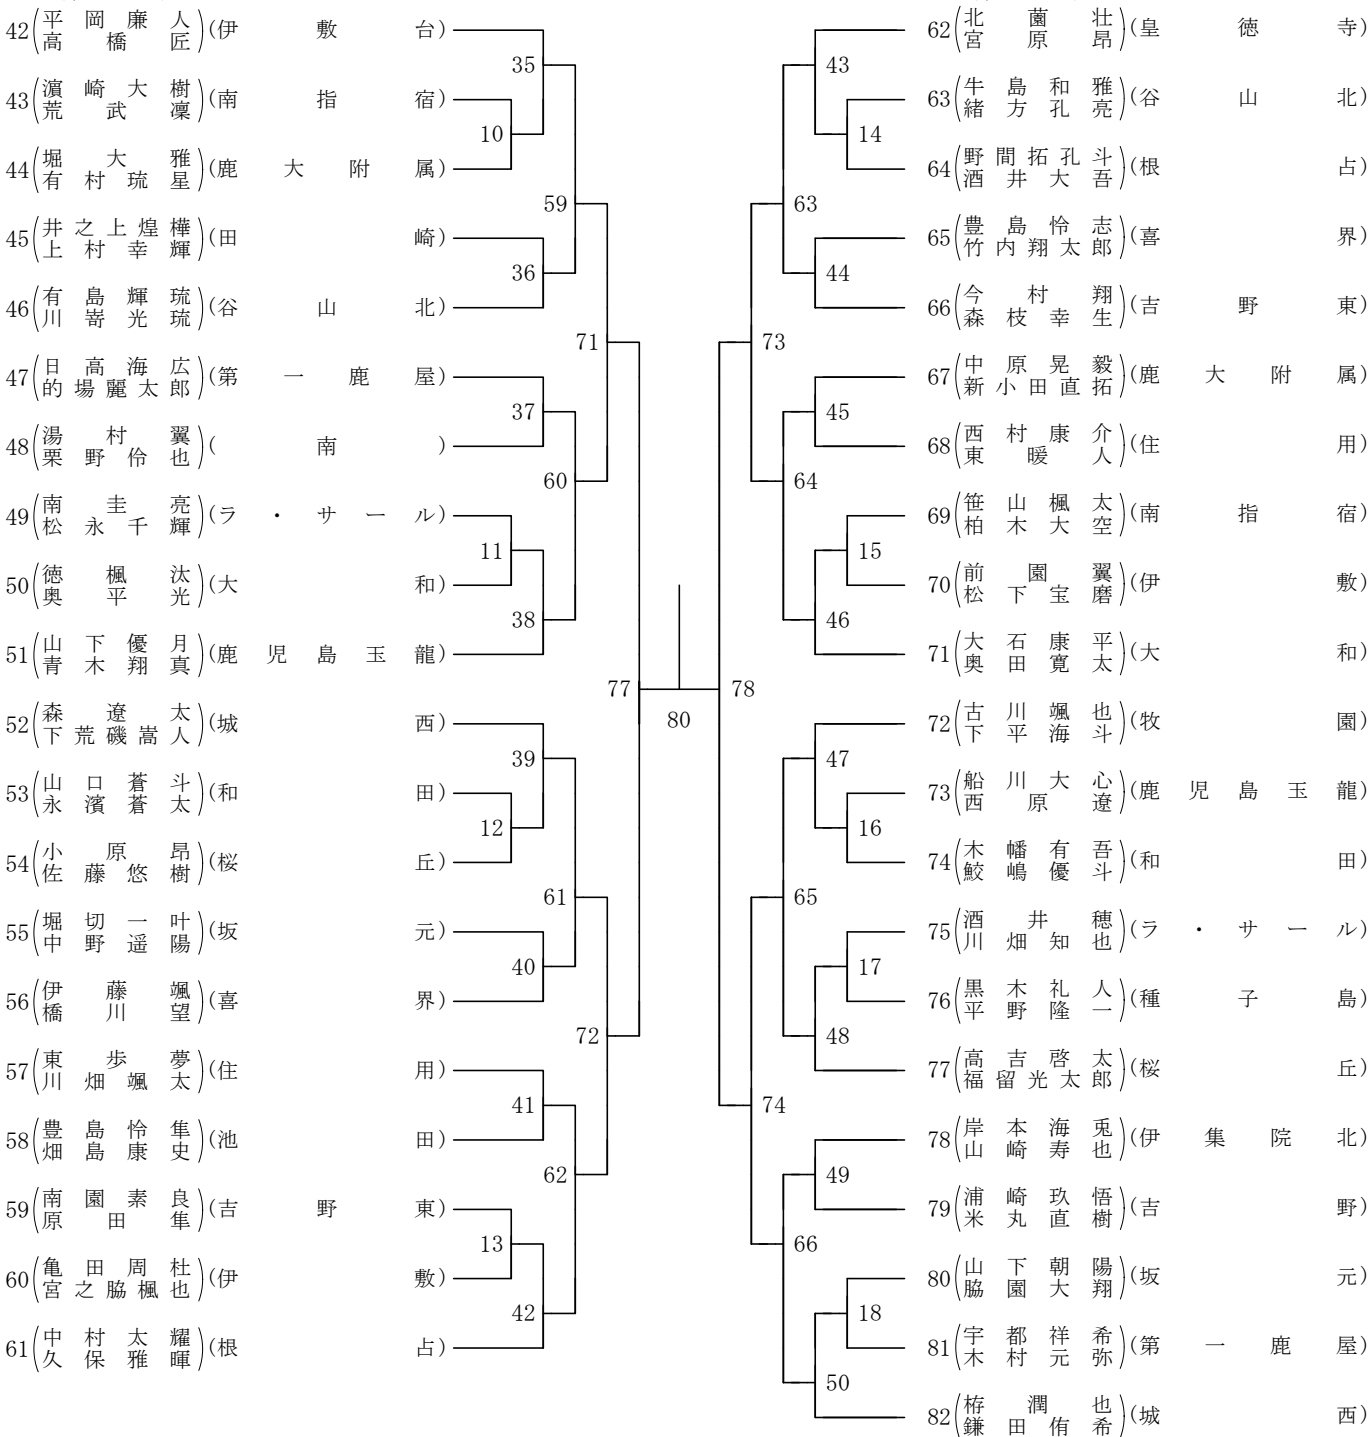 42 平岡廉人 高橋匠 (伊敷台)
43 濵崎大樹 荒武凜 (南指宿)
44 堀大雅 有村琉星 (鹿大附属)
45 井之上煌樺 上村幸輝 (田崎)
46 有島輝琉 川嵜光琉 (谷山北)
47 日高海広 的場麗太郎 (第一鹿屋)
48 湯村翼 栗野伶也 (南)
49 南圭亮 松永千輝 (ラ・サール)
50 徳楓汰 奥平光 (大和)
51 山下優月 青木翔真 (鹿児島玉龍)
52 森遼太 下荒磯嵩人 (城西)
53 山口蒼斗 永濱蒼太 (和田)
54 小原昂 佐藤悠樹 (桜丘)
55 堀切一叶 中野遥陽 (坂元)
56 伊藤颯 橋川望 (喜界)
57 東歩夢 川畑颯太 (住用)
58 豊島怜隼 畑島康史 (池田)
59 南園素良 原田隼 (吉野東)
60 亀田周杜 宮之脇楓也 (伊敷)
61 中村太耀 久保雅暉 (根占)
35
10
59
36
71
37
60
11
38
77
39
12
61
40
72
41
62
13
42
80
62 北薗壮 宮原昂 (皇徳寺)
63 牛島和雅 緒方孔亮 (谷山北)
64 野間拓孔斗 酒井大吾 (根占)
65 豊島怜志 竹内翔太郎 (喜界)
66 今村翔 森枝幸生 (吉野東)
67 中原晃毅 新小田直拓 (鹿大附属)
68 西村康介 東暖人 (住用)
69 笹山楓太 柏木大空 (南指宿)
70 前園翼 松下宝磨 (伊敷)
71 大石康平 奥田寛太 (大和)
72 古川颯也 下平海斗 (牧園)
73 船川大心 西原遼 (鹿児島玉龍)
74 木幡有吾 鮫嶋優斗 (和田)
75 酒井穂 川畑知也 (ラ・サール)
76 黒木礼人 平野隆一 (種子島)
77 高吉啓太 福留光太郎 (桜丘)
78 岸本海兎 山崎寿也 (伊集院北)
79 浦崎玖悟 米丸直樹 (吉野)
80 山下朝陽 脇園大翔 (坂元)
81 宇都祥希 木村元弥 (第一鹿屋)
82 栫潤也 鎌田侑希 (城西)
43
14
63
44
73
45
64
15
46
78
47
16
65
17
48
74
49
66
18
50